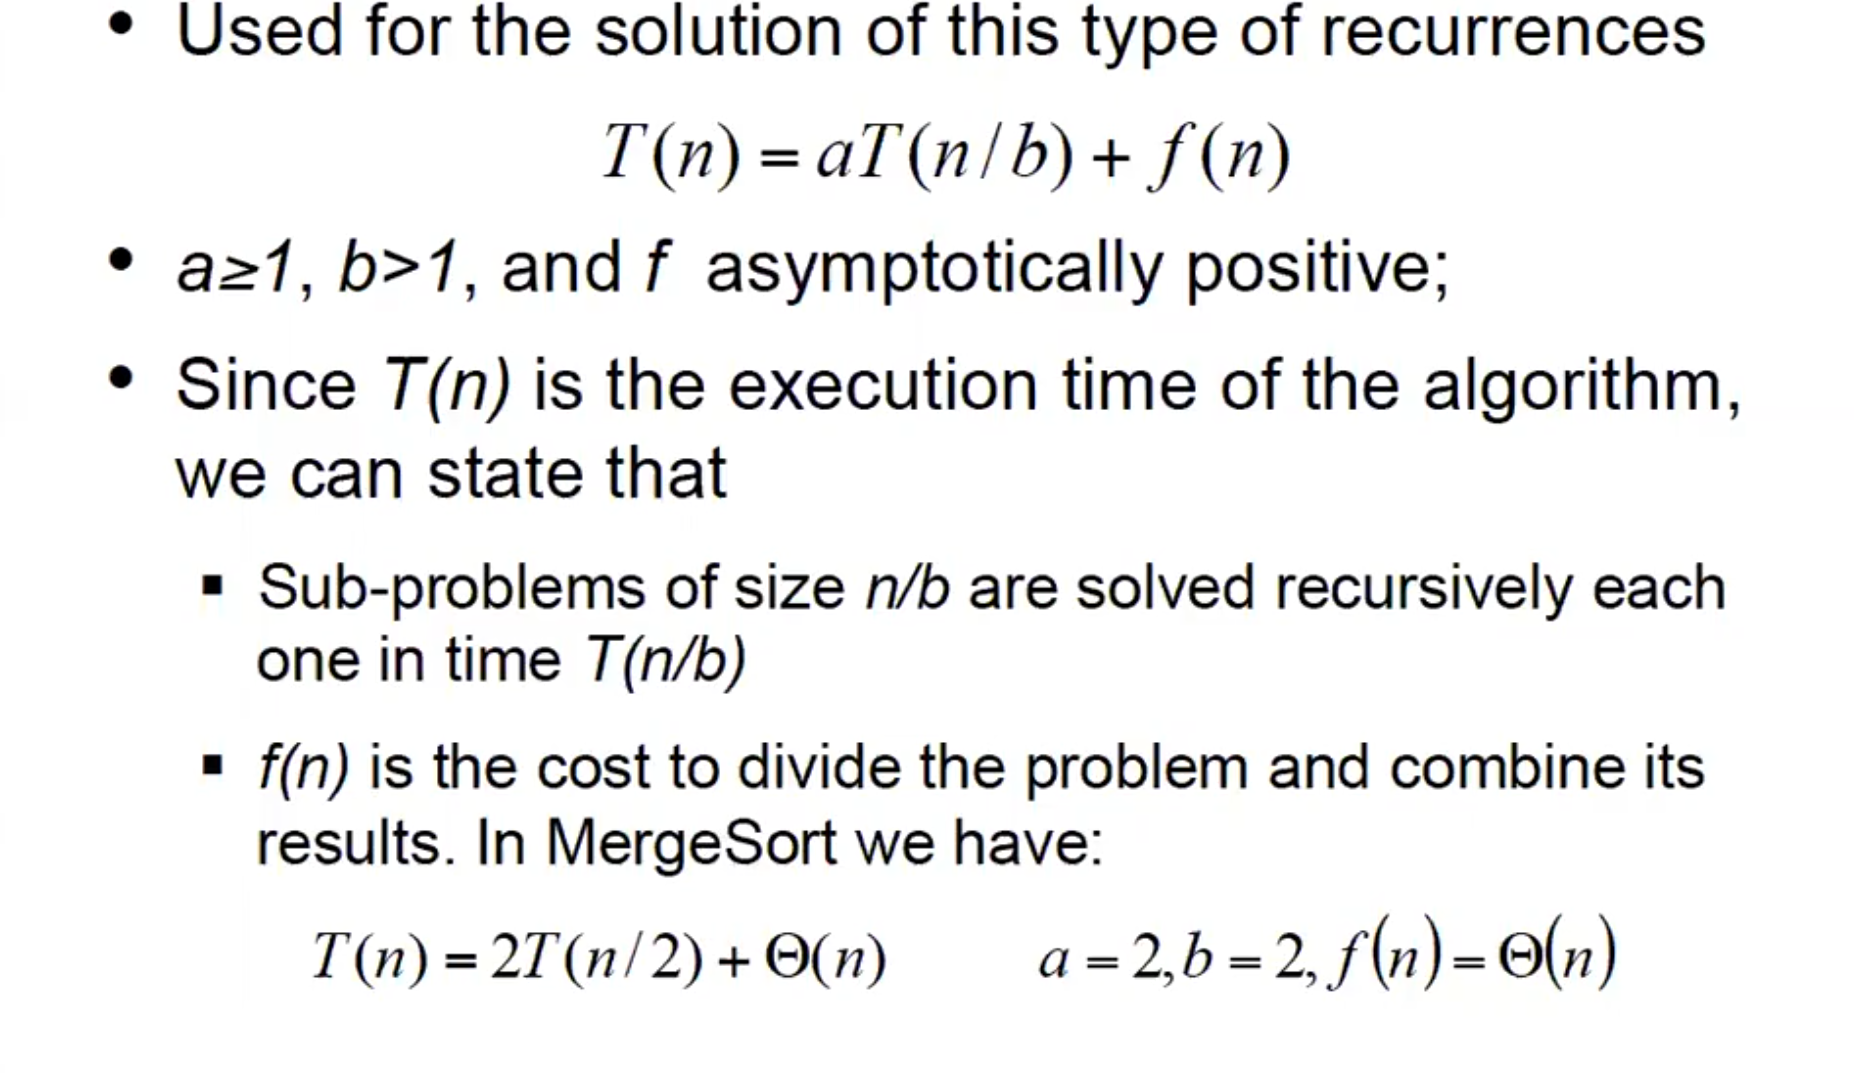 • Used for the solution of this type of recurrences
T(n) = aT(n/b) + f(n)
• a≥1, b>1, and f asymptotically positive;
• Since T(n) is the execution time of the algorithm,
we can state that
▪ Sub-problems of size n/b are solved recursively each
one in time T(n/b)
▪ f(n) is the cost to divide the problem and combine its
results. In MergeSort we have:
T(n) = 2T(n/2) + Θ(n) a = 2, b = 2, f(n) = Θ(n)